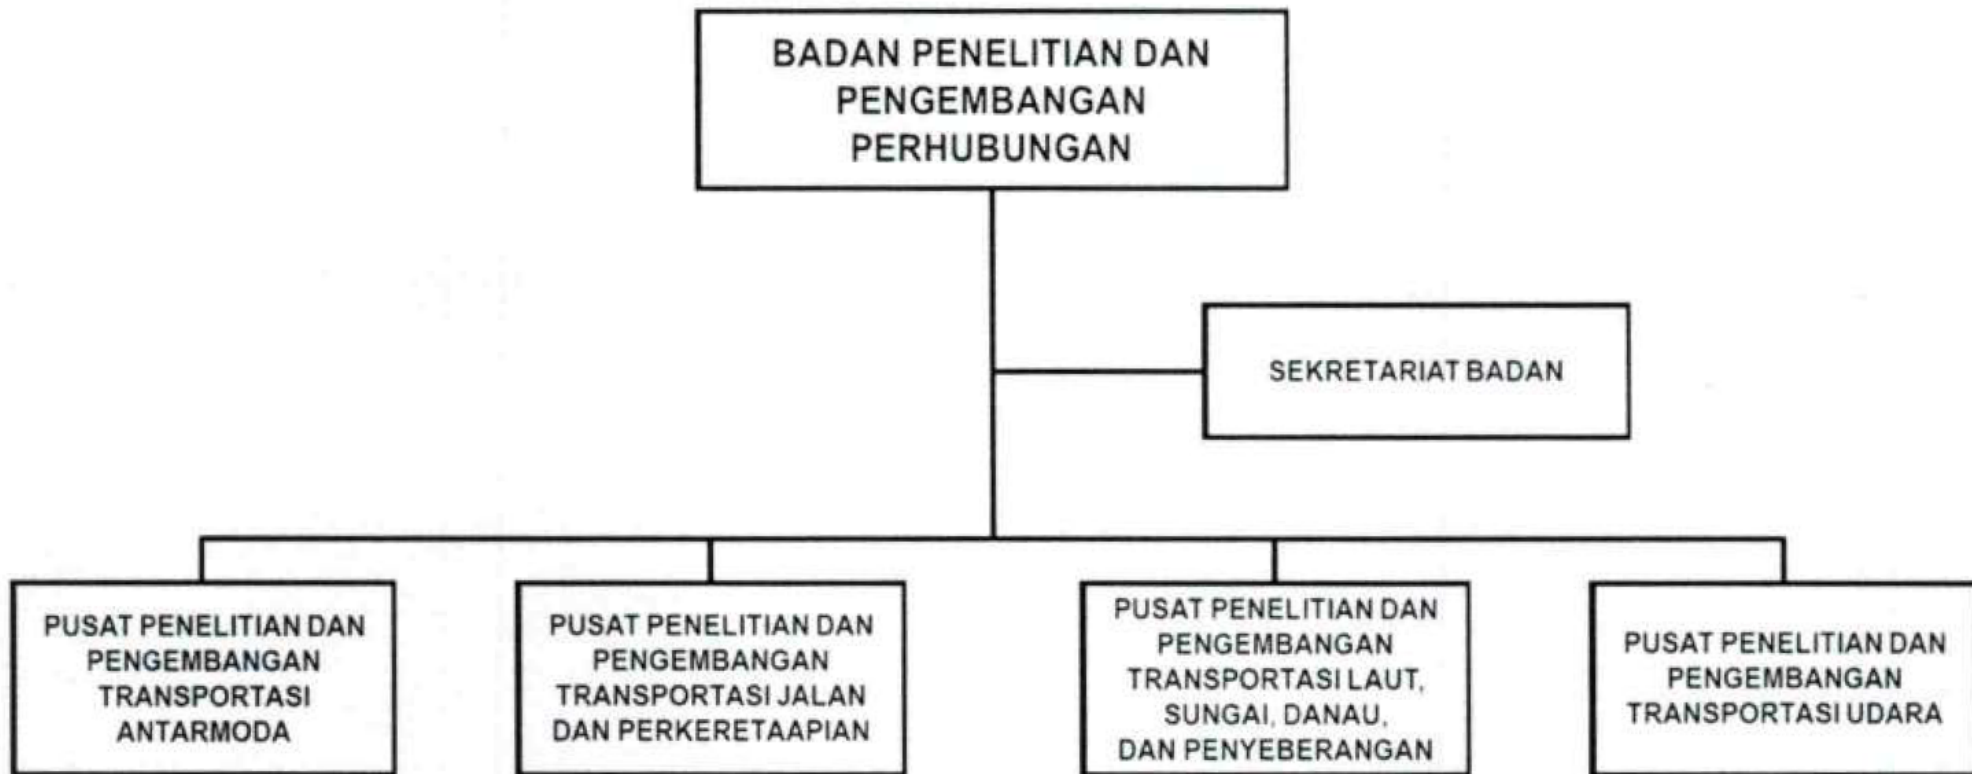 BADAN PENELITIAN DAN
PENGEMBANGAN
PERHUBUNGAN
SEKRETARIAT BADAN
PUSAT PENELITIAN DAN
PENGEMBANGAN
TRANSPORTASI
ANTARMODA
PUSAT PENELITIAN DAN
PENGEMBANGAN
TRANSPORTASI JALAN
DAN PERKERETAAPIAN
PUSAT PENELITIAN DAN
PENGEMBANGAN
TRANSPORTASI LAUT,
SUNGAI, DANAU,
DAN PENYEBERANGAN
PUSAT PENELITIAN DAN
PENGEMBANGAN
TRANSPORTASI UDARA